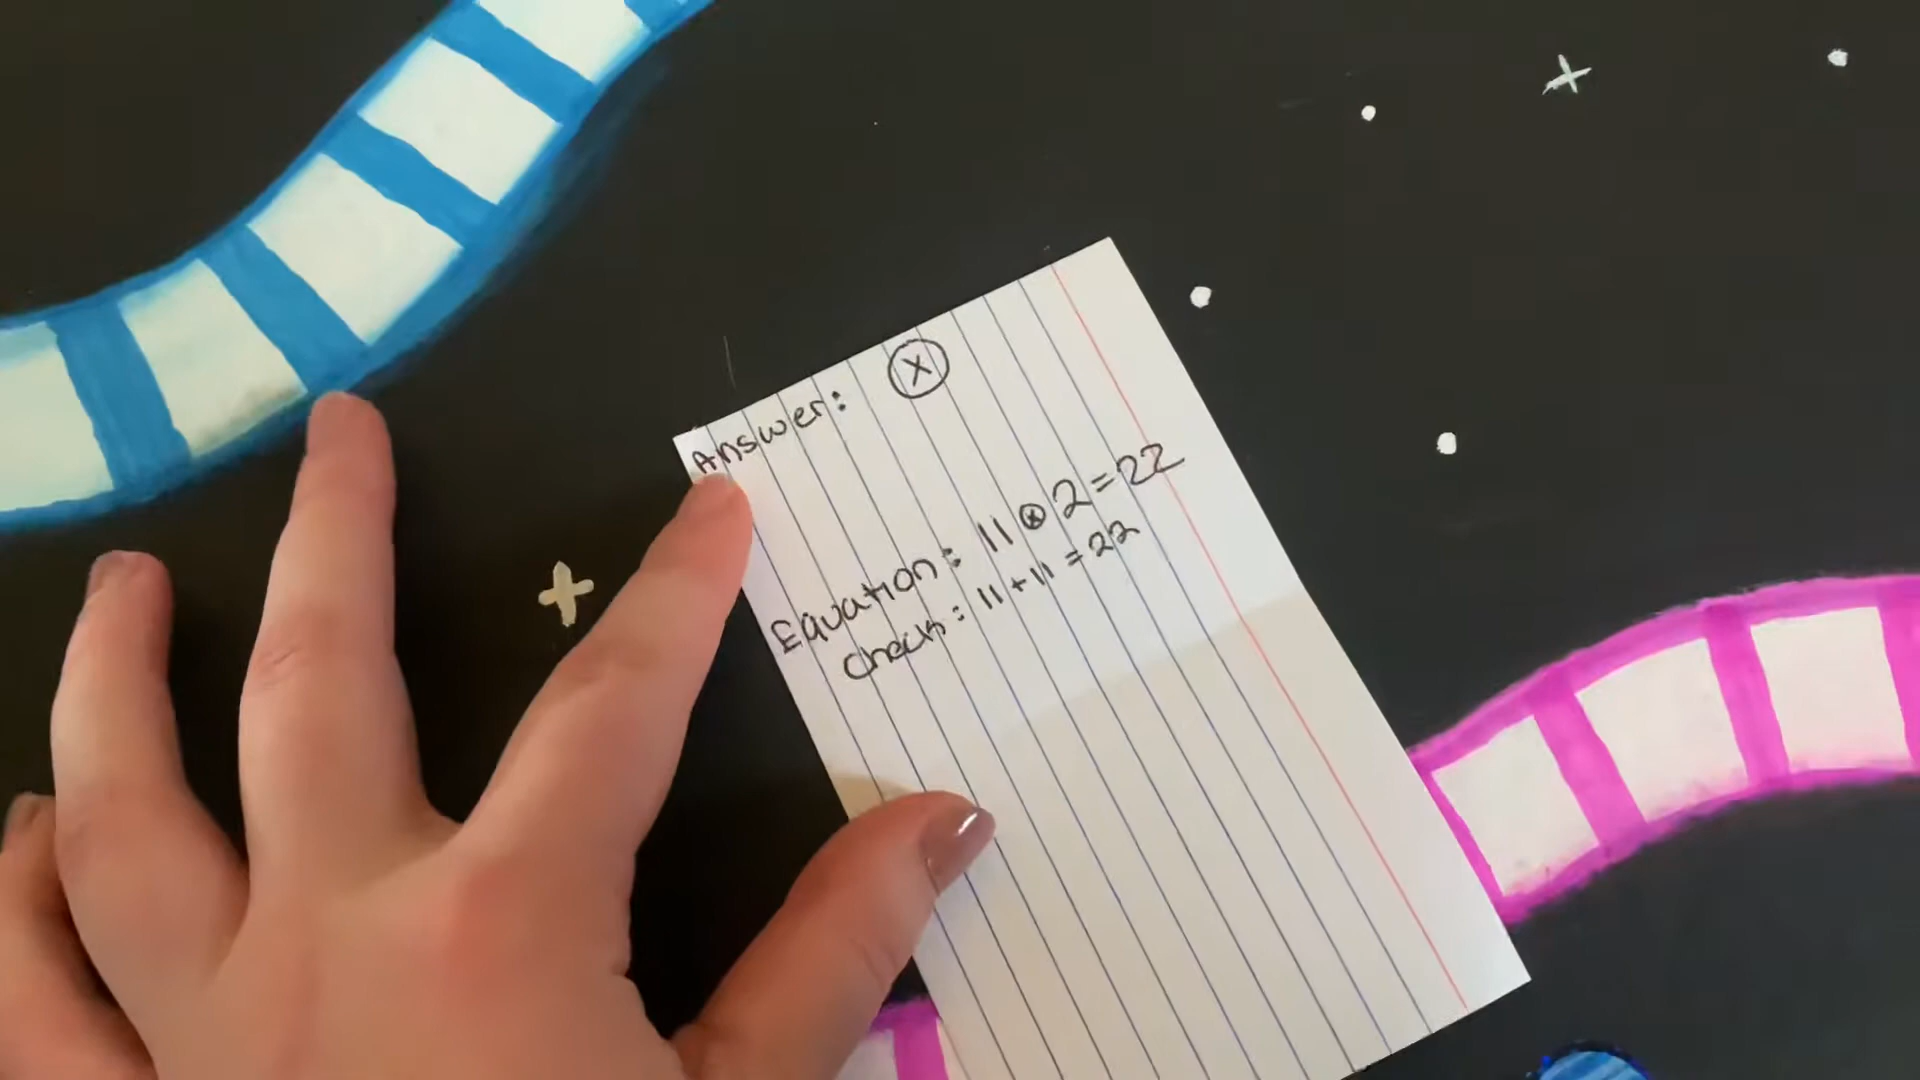 Answer: ⓧ
Equation: 11 ⓧ 2 = 22
Check: 11 + 11 = 22